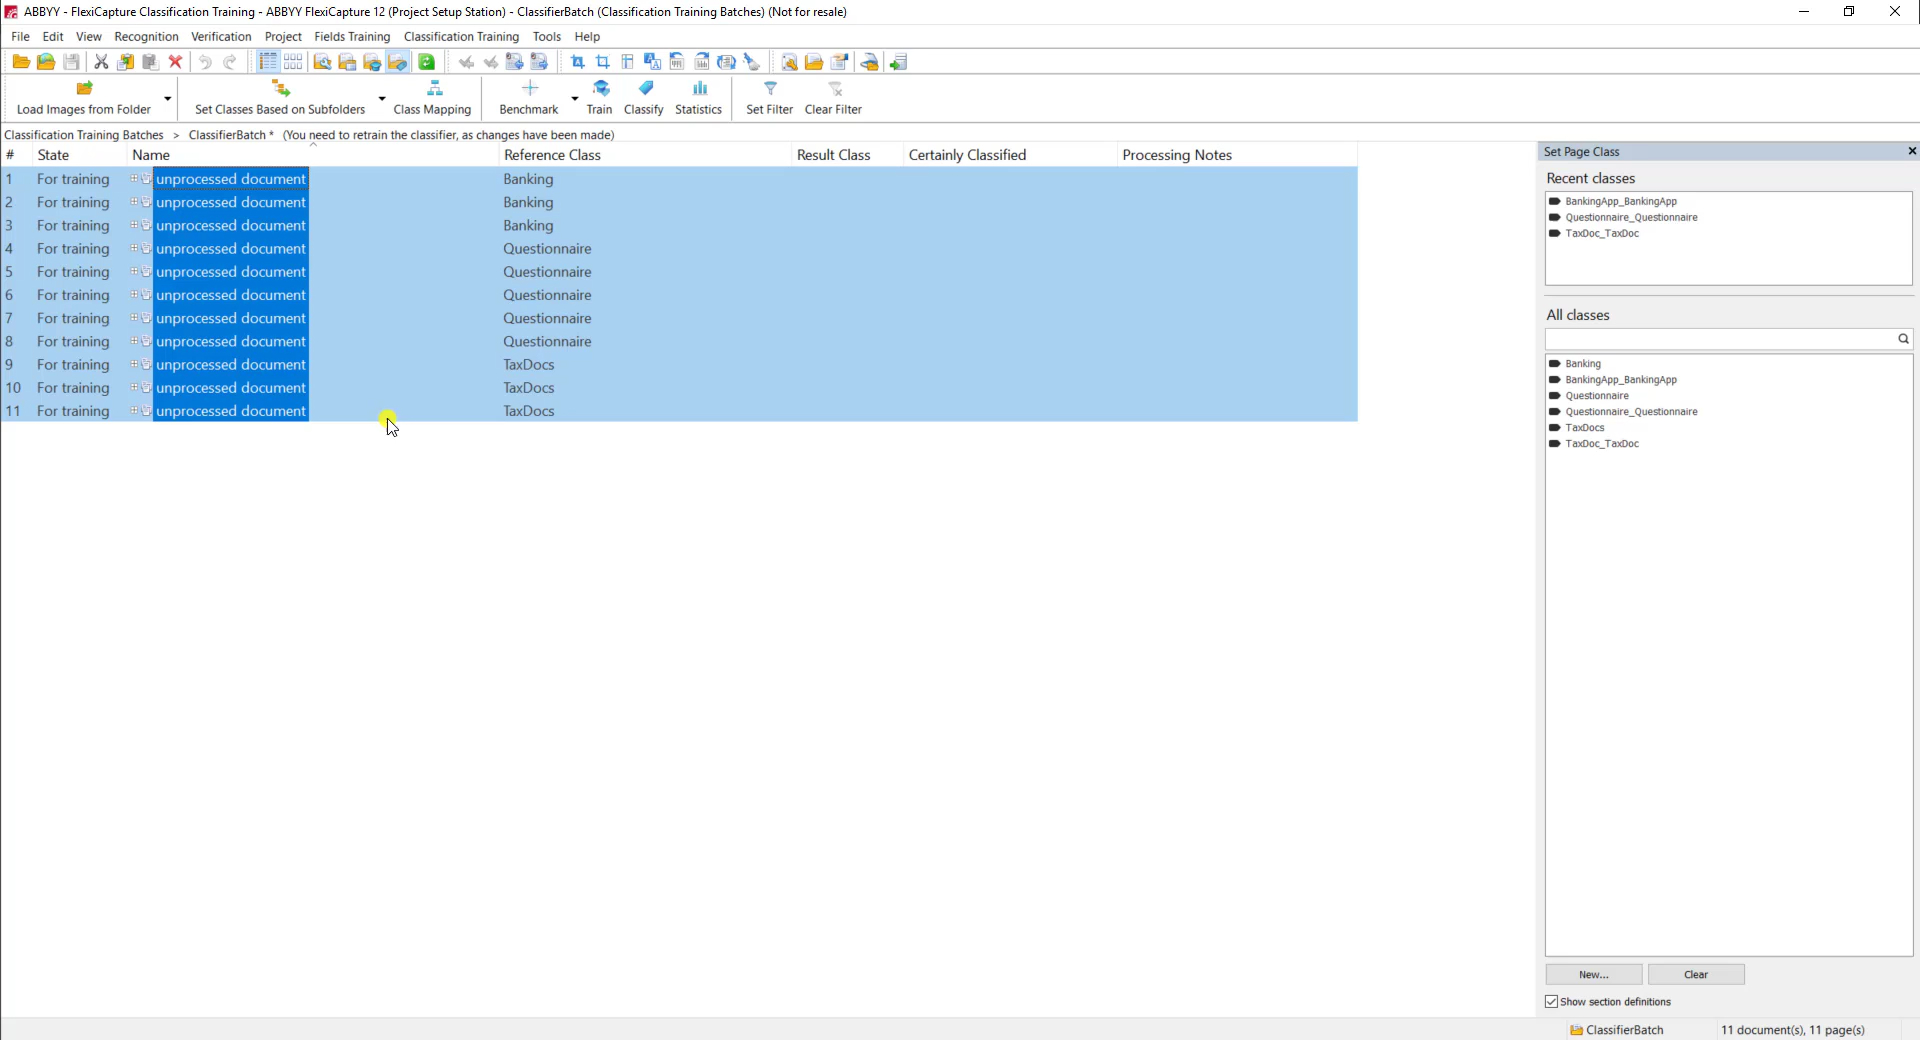 ABBYY - FlexiCapture Classification Training - ABBYY FlexiCapture 12 (Project Setup Station) - ClassifierBatch (Classification Training Batches) (Not for resale)
File Edit View Recognition Verification Project Fields Training Classification Training Tools Help
Load Images from Folder Set Classes Based on Subfolders Class Mapping Benchmark Train Classify Statistics Set Filter Clear Filter
Classification Training Batches > ClassifierBatch * (You need to retrain the classifier, as changes have been made)
# State Name Reference Class Result Class Certainly Classified Processing Notes
1 For training unprocessed document Banking
2 For training unprocessed document Banking
3 For training unprocessed document Banking
4 For training unprocessed document Questionnaire
5 For training unprocessed document Questionnaire
6 For training unprocessed document Questionnaire
7 For training unprocessed document Questionnaire
8 For training unprocessed document Questionnaire
9 For training unprocessed document TaxDocs
10 For training unprocessed document TaxDocs
11 For training unprocessed document TaxDocs
Set Page Class
Recent classes
BankingApp_BankingApp
Questionnaire_Questionnaire
TaxDoc_TaxDoc
All classes
Banking
BankingApp_BankingApp
Questionnaire
Questionnaire_Questionnaire
TaxDocs
TaxDoc_TaxDoc
New... Clear
Show section definitions
ClassifierBatch 11 document(s), 11 page(s)